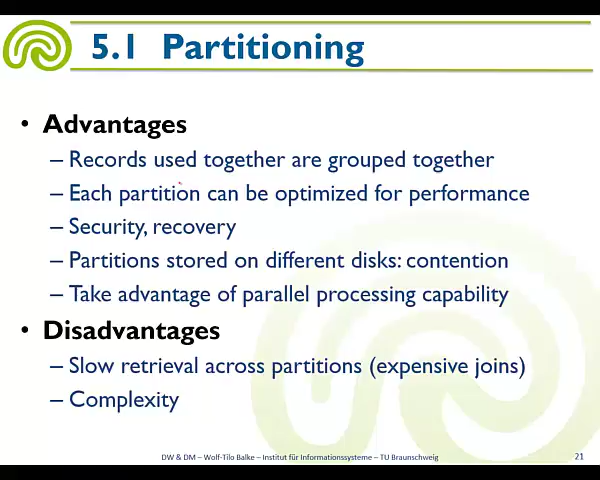 5.1 Partitioning
• Advantages
– Records used together are grouped together
– Each partition can be optimized for performance
– Security, recovery
– Partitions stored on different disks: contention
– Take advantage of parallel processing capability
• Disadvantages
– Slow retrieval across partitions (expensive joins)
– Complexity
DW & DM – Wolf-Tilo Balke – Institut für Informationssysteme – TU Braunschweig 21